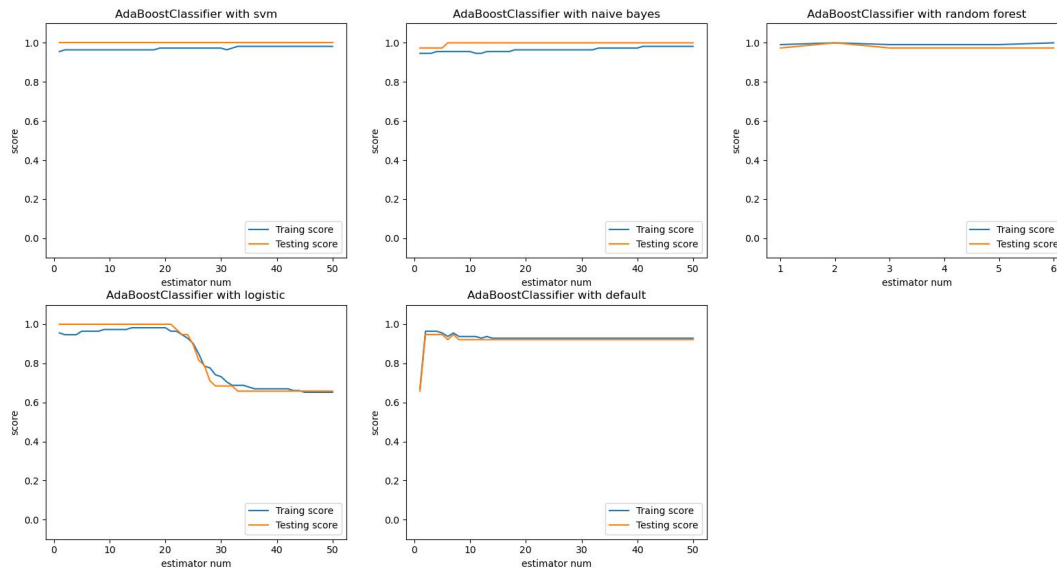 AdaBoostClassifier with svm
1.0
0.8
0.6
0.4
0.2
0.0
score
0 10 20 30 40 50
estimator num
Traing score
Testing score
AdaBoostClassifier with naive bayes
1.0
0.8
0.6
0.4
0.2
0.0
score
0 10 20 30 40 50
estimator num
Traing score
Testing score
AdaBoostClassifier with random forest
1.0
0.8
0.6
0.4
0.2
0.0
score
1 2 3 4 5 6
estimator num
Traing score
Testing score
AdaBoostClassifier with logistic
1.0
0.8
0.6
0.4
0.2
0.0
score
0 10 20 30 40 50
estimator num
Traing score
Testing score
AdaBoostClassifier with default
1.0
0.8
0.6
0.4
0.2
0.0
score
0 10 20 30 40 50
estimator num
Traing score
Testing score